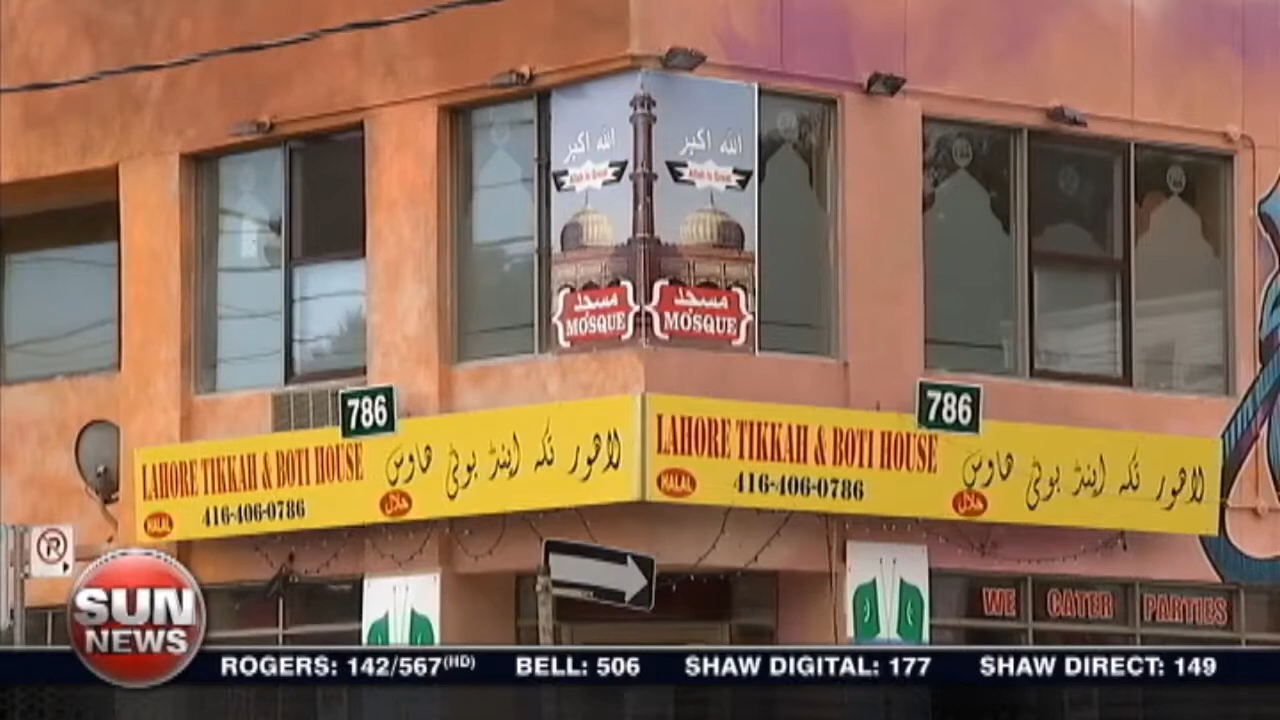 الله اكبر
Allah Is Great
مسجد
MOSQUE
الله اكبر
Allah Is Great
مسجد
MOSQUE
786
786
LAHORE TIKKAH & BOTI HOUSE
لاهور تکہ اینڈ بوٹی هاوس
HALAL
416-406-0786
حلال
LAHORE TIKKAH & BOTI HOUSE
لاهور تکہ اینڈ بوٹی هاوس
HALAL
416-406-0786
حلال
WE CATER PARTIES
SUN
NEWS
ROGERS: 142/567(HD) BELL: 506 SHAW DIGITAL: 177 SHAW DIRECT: 149